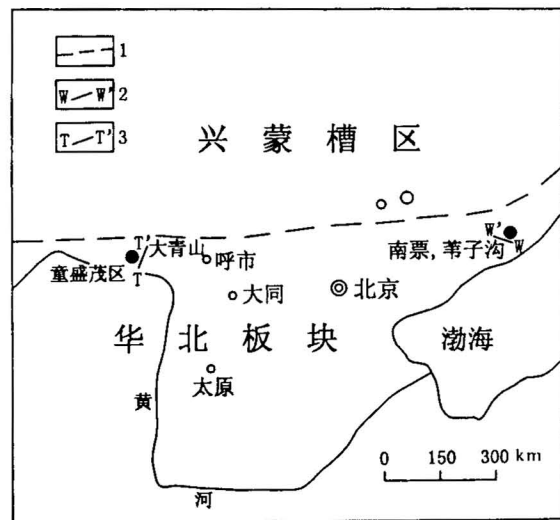 1
W W' 2
T T' 3
兴蒙槽区
T' 大青山
呼市
童盛茂区
T
W'
W
南票,苇子沟
大同
北京
华北板块
渤海
太原
黄
河
0 150 300 km